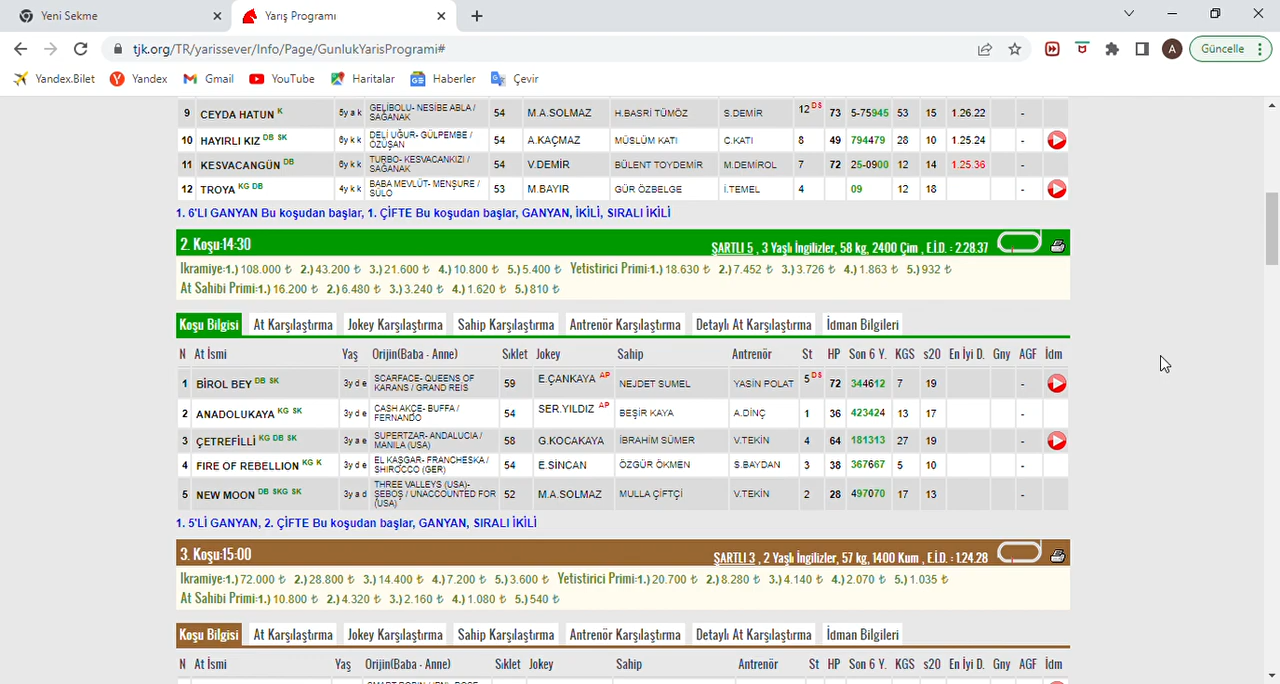 Yeni Sekme
Yarış Programı
tjk.org/TR/yarissever/Info/Page/GunlukYarisProgrami#
A Güncelle
Yandex.Bilet Yandex Gmail YouTube Haritalar Haberler Çevir
9 CEYDA HATUN K 5y a k GELİBOLU- NESİBE ABLA / SAĞANAK 54 M.A.SOLMAZ H.BASRİ TÜMÖZ S.DEMİR 12 DS 73 5-75945 53 15 1.26.22 -
10 HAYIRLI KIZ DB SK 6y k k DELİ UĞUR- GÜLPEMBE / ÖZÜŞAN 54 A.KAÇMAZ MÜSLÜM KATI C.KATI 8 49 794479 28 10 1.25.24 -
11 KESVACANGÜN DB 6y k k TURBO- KESVACANKIZI / SAĞANAK 54 V.DEMİR BÜLENT TOYDEMİR M.DEMİROL 7 72 25-0900 12 14 1.25.36 -
12 TROYA KG DB 4y k k BABA MEVLÜT- MENŞURE / SULO 53 M.BAYIR GÜR ÖZBELGE İ.TEMEL 4 09 12 18 -
1. 6'LI GANYAN Bu koşudan başlar, 1. ÇİFTE Bu koşudan başlar, GANYAN, İKİLİ, SIRALI İKİLİ
2. Koşu:14:30 ŞARTLI 5 , 3 Yaşlı İngilizler, 58 kg, 2400 Çim , E.İ.D. : 2.28.37
Ikramiye:1.) 108.000 ₺ 2.) 43.200 ₺ 3.) 21.600 ₺ 4.) 10.800 ₺ 5.) 5.400 ₺ Yetistirici Primi:1.) 18.630 ₺ 2.) 7.452 ₺ 3.) 3.726 ₺ 4.) 1.863 ₺ 5.) 932 ₺
At Sahibi Primi:1.) 16.200 ₺ 2.) 6.480 ₺ 3.) 3.240 ₺ 4.) 1.620 ₺ 5.) 810 ₺
Koşu Bilgisi At Karşılaştırma Jokey Karşılaştırma Sahip Karşılaştırma Antrenör Karşılaştırma Detaylı At Karşılaştırma İdman Bilgileri
N At İsmi Yaş Orijin(Baba - Anne) Sıklet Jokey Sahip Antrenör St HP Son 6 Y. KGS s20 En İyi D. Gny AGF İdm
1 BİROL BEY DB SK 3y d e SCARFACE- QUEENS OF KARANS / GRAND REİS 59 E.ÇANKAYA AP NEJDET SUMEL YASİN POLAT 5 DS 72 344612 7 19 -
2 ANADOLUKAYA KG SK 3y d e CASH AKÇE- BUFFA / FERNANDO 54 SER.YILDIZ AP BEŞİR KAYA A.DİNÇ 1 36 423424 13 17 -
3 ÇETREFİLLİ KG DB SK 3y a e SUPERTZAR- ANDALUCIA / MANILA (USA) 58 G.KOCAKAYA İBRAHİM SÜMER V.TEKİN 4 64 181313 27 19 -
4 FIRE OF REBELLION KG K 3y d e EL KAŞGAR- FRANCHESKA / SHIROCCO (GER) 54 E.SİNCAN ÖZGÜR ÖKMEN S.BAYDAN 3 38 367667 5 10 -
5 NEW MOON DB SKG SK 3y a d THREE VALLEYS (USA)- ŞEBOŞ / UNACCOUNTED FOR (USA) 52 M.A.SOLMAZ MULLA ÇİFTÇİ V.TEKİN 2 28 497070 17 13 -
1. 5'Lİ GANYAN, 2. ÇİFTE Bu koşudan başlar, GANYAN, SIRALI İKİLİ
3. Koşu:15:00 ŞARTLI 3 , 2 Yaşlı İngilizler, 57 kg, 1400 Kum , E.İ.D. : 1.24.28
Ikramiye:1.) 72.000 ₺ 2.) 28.800 ₺ 3.) 14.400 ₺ 4.) 7.200 ₺ 5.) 3.600 ₺ Yetistirici Primi:1.) 20.700 ₺ 2.) 8.280 ₺ 3.) 4.140 ₺ 4.) 2.070 ₺ 5.) 1.035 ₺
At Sahibi Primi:1.) 10.800 ₺ 2.) 4.320 ₺ 3.) 2.160 ₺ 4.) 1.080 ₺ 5.) 540 ₺
Koşu Bilgisi At Karşılaştırma Jokey Karşılaştırma Sahip Karşılaştırma Antrenör Karşılaştırma Detaylı At Karşılaştırma İdman Bilgileri
N At İsmi Yaş Orijin(Baba - Anne) Sıklet Jokey Sahip Antrenör St HP Son 6 Y. KGS s20 En İyi D. Gny AGF İdm